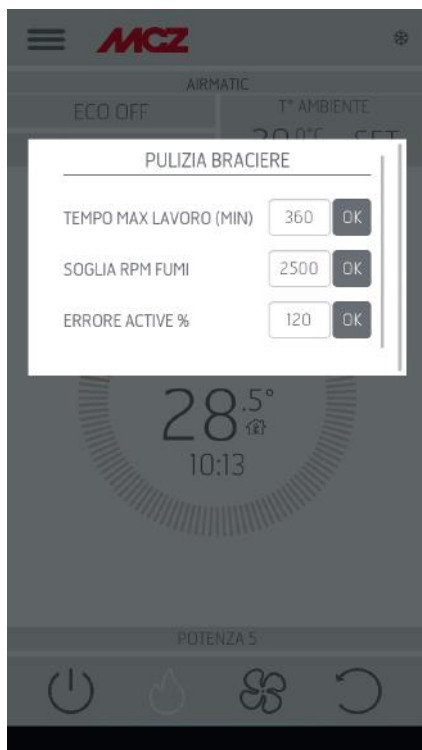 MCZ
AIRMATIC
ECO OFF
T° AMBIENTE
SET
PULIZIA BRACIERE
TEMPO MAX LAVORO (MIN) 360 OK
SOGLIA RPM FUMI 2500 OK
ERRORE ACTIVE % 120 OK
28.5°
10:13
POTENZA 5